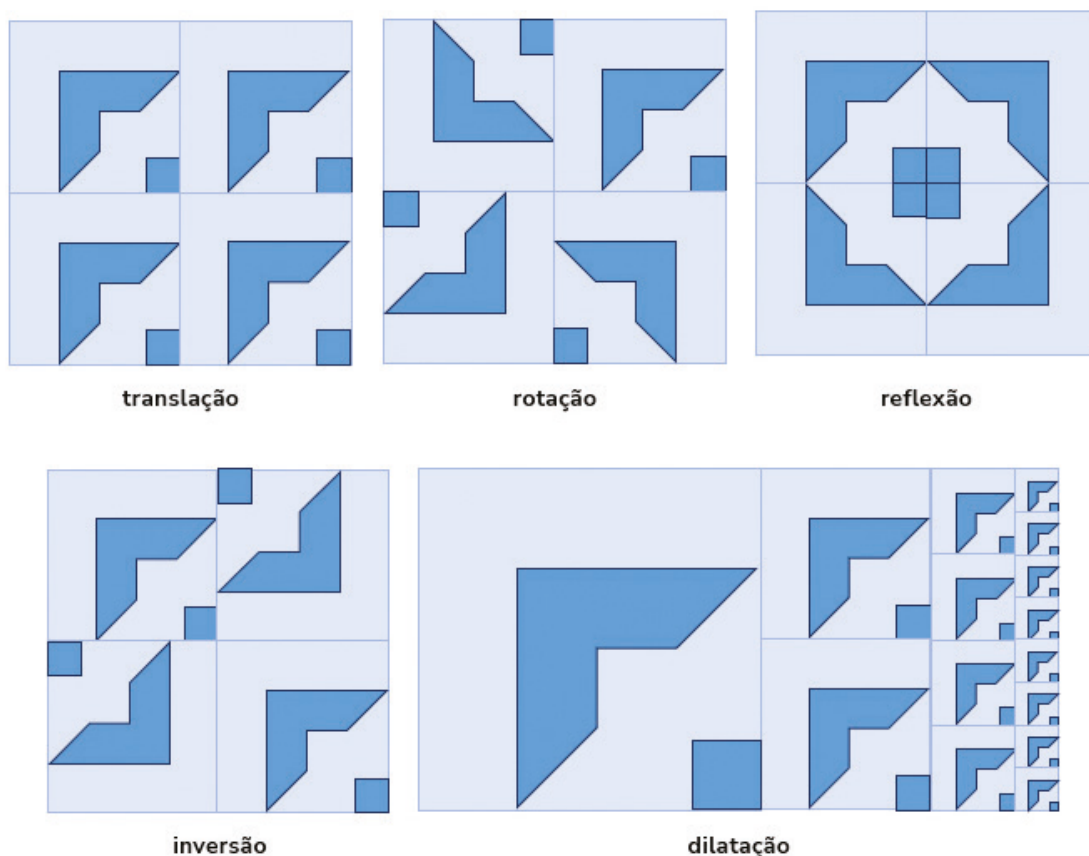 translação
rotação
reflexão
inversão
dilatação